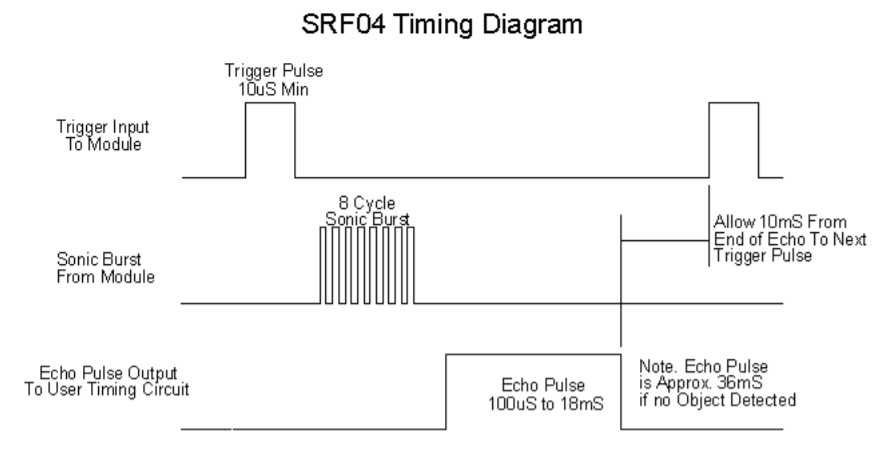 SRF04 Timing Diagram
Trigger Pulse
10uS Min
Trigger Input
To Module
8 Cycle
Sonic Burst
Allow 10mS From
End of Echo To Next
Trigger Pulse
Sonic Burst
From Module
Echo Pulse Output
To User Timing Circuit
Echo Pulse
100uS to 18mS
Note. Echo Pulse
is Approx. 36mS
if no Object Detected